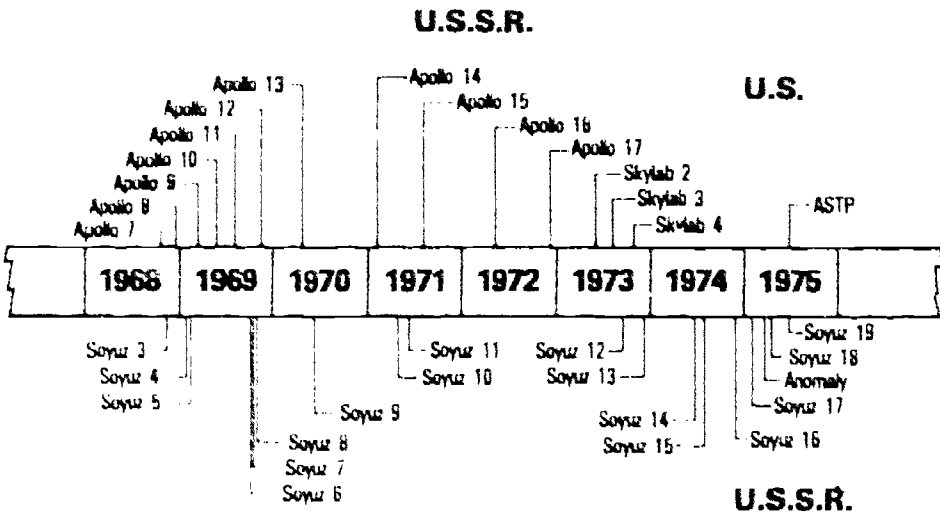 U.S.S.R.
U.S.
Apollo 13
Apollo 14
Apollo 12
Apollo 15
Apollo 11
Apollo 16
Apollo 10
Apollo 17
Apollo 9
Skylab 2
Apollo 8
Skylab 3
ASTP
Apollo 7
Skylab 4
1968 1969 1970 1971 1972 1973 1974 1975
Soyuz 3
Soyuz 11
Soyuz 12
Soyuz 19
Soyuz 4
Soyuz 10
Soyuz 13
Soyuz 18
Anomaly
Soyuz 5
Soyuz 9
Soyuz 14
Soyuz 17
Soyuz 8
Soyuz 15
Soyuz 16
Soyuz 7
Soyuz 6
U.S.S.R.